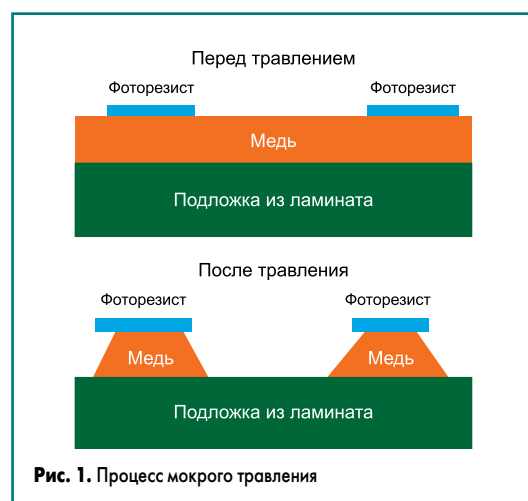 Перед травлением
Фоторезист Фоторезист
Медь
Подложка из ламината
После травления
Фоторезист Фоторезист
Медь Медь
Подложка из ламината
Рис. 1. Процесс мокрого травления